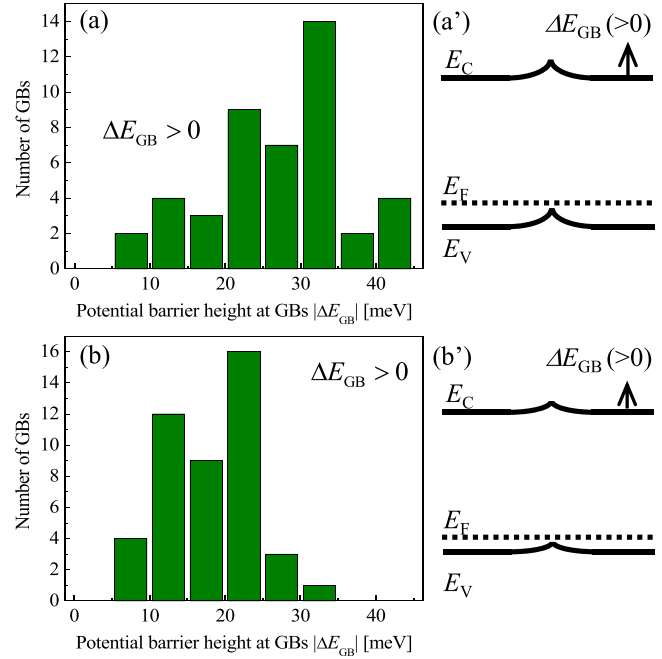 (a)
ΔE_GB > 0
Number of GBs
14
12
10
8
6
4
2
0
0 10 20 30 40
Potential barrier height at GBs |ΔE_GB| [meV]
(a’)
ΔE_GB (>0)
E_C
E_F
E_V
(b)
ΔE_GB > 0
Number of GBs
16
14
12
10
8
6
4
2
0
0 10 20 30 40
Potential barrier height at GBs |ΔE_GB| [meV]
(b’)
ΔE_GB (>0)
E_C
E_F
E_V